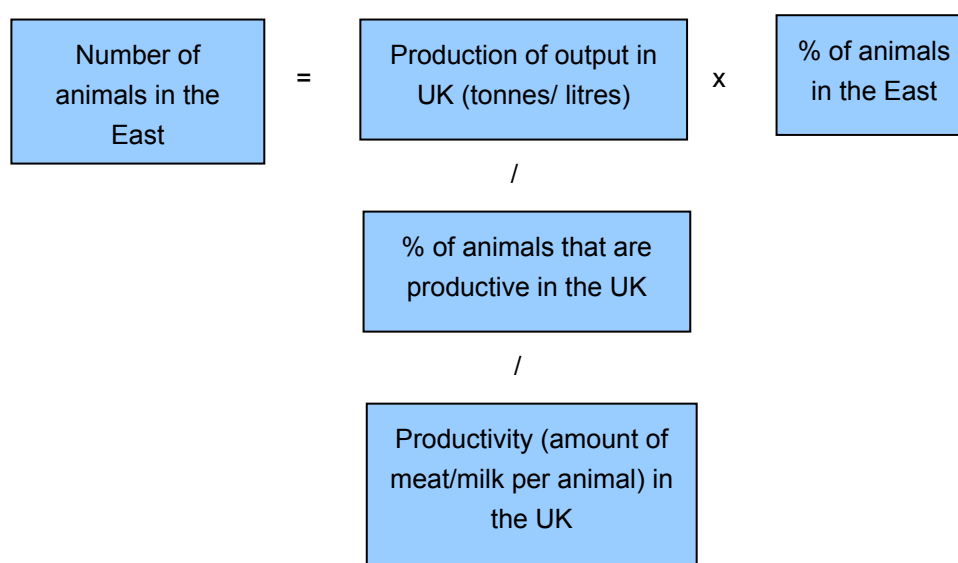 Number of
animals in the
East
=
Production of output in
UK (tonnes/ litres)
x
% of animals
in the East
/
% of animals that are
productive in the UK
/
Productivity (amount of
meat/milk per animal) in
the UK